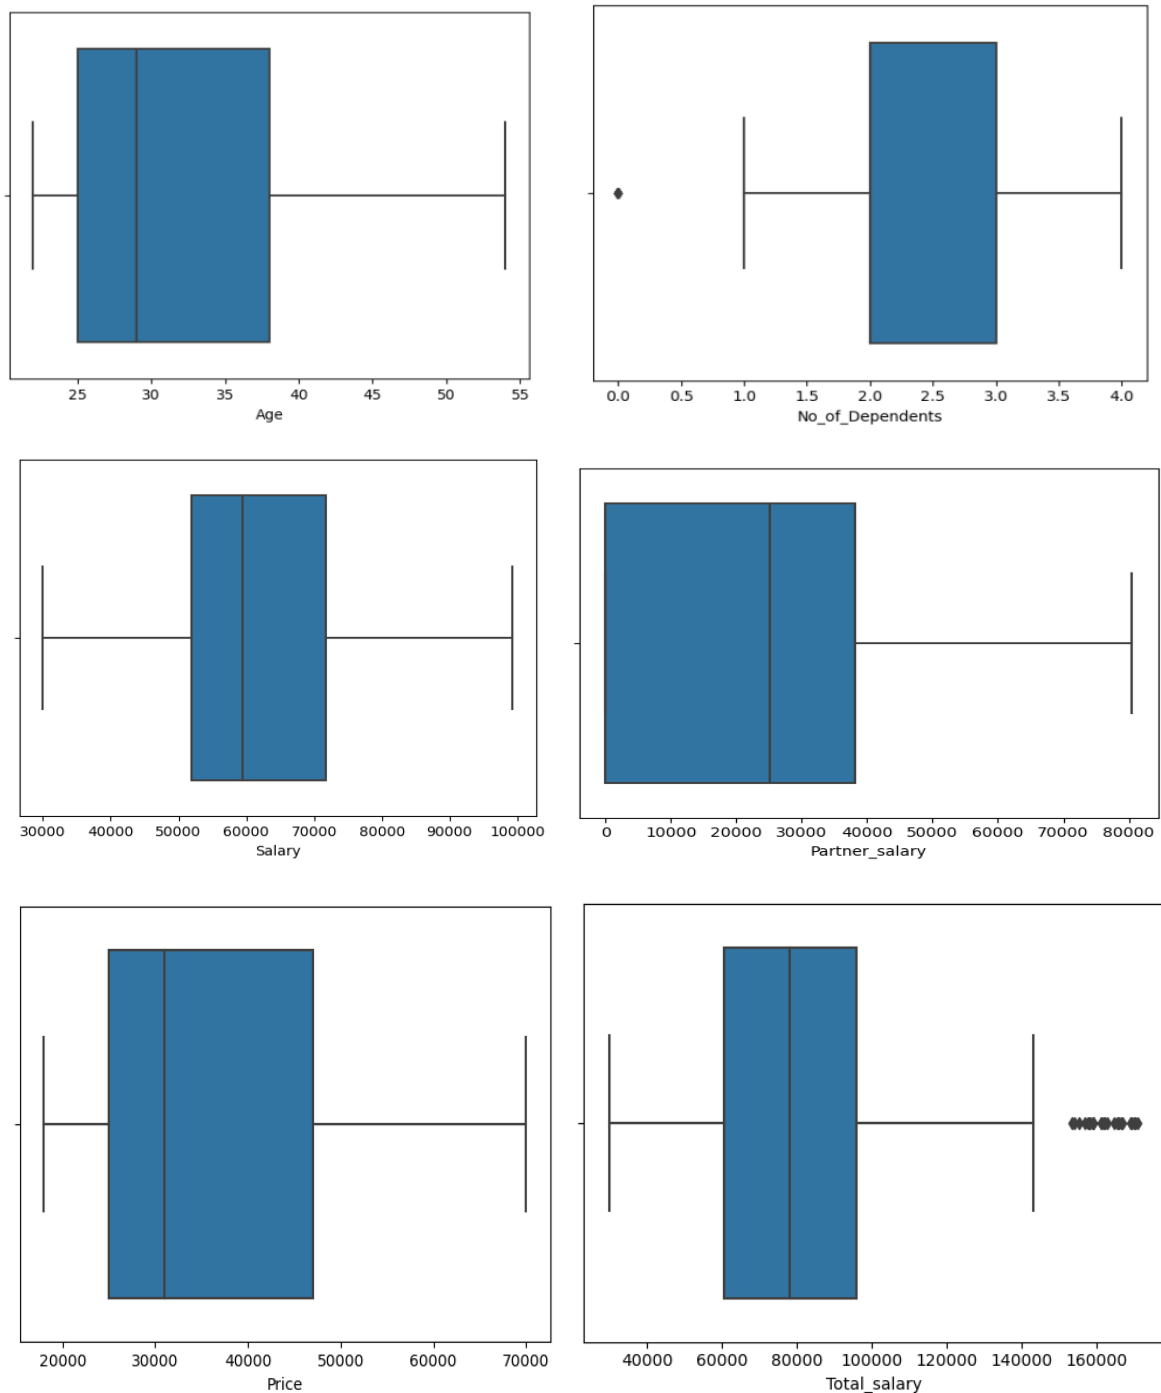 25 30 35 40 45 50 55
Age
0.0 0.5 1.0 1.5 2.0 2.5 3.0 3.5 4.0
No_of_Dependents
30000 40000 50000 60000 70000 80000 90000 100000
Salary
0 10000 20000 30000 40000 50000 60000 70000 80000
Partner_salary
20000 30000 40000 50000 60000 70000
Price
40000 60000 80000 100000 120000 140000 160000
Total_salary